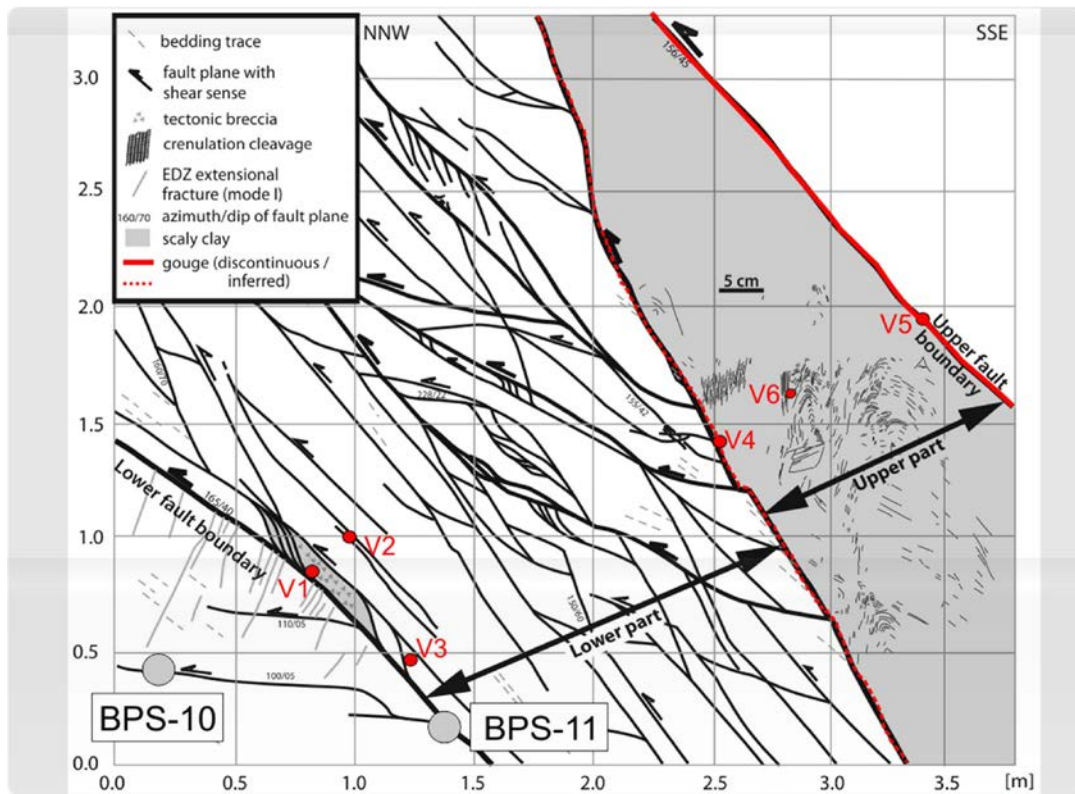 NNW
SSE
bedding trace
fault plane with
shear sense
tectonic breccia
crenulation cleavage
EDZ extensional
fracture (mode I)
160/70 azimuth/dip of fault plane
scaly clay
gouge (discontinuous /
inferred)
156/45
3.0
2.5
2.0
1.5
1.0
0.5
0.0
5 cm
V5
Upper fault
boundary
V6
160/70
228/22
155/42
V4
Upper part
Lower fault
boundary
165/40
V2
V1
110/05
150/60
Lower part
V3
100/05
BPS-10
BPS-11
0.0
0.5
1.0
1.5
2.0
2.5
3.0
3.5
[m]